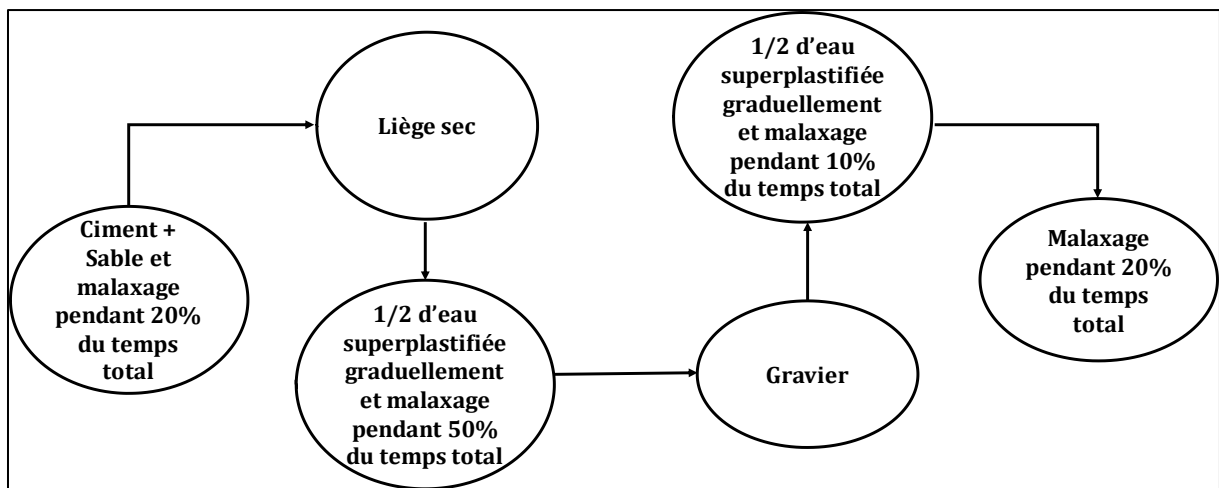 Ciment +
Sable et
malaxage
pendant 20%
du temps
total
Liège sec
1/2 d’eau
superplastifiée
graduellement
et malaxage
pendant 50%
du temps total
Gravier
1/2 d’eau
superplastifiée
graduellement
et malaxage
pendant 10%
du temps total
Malaxage
pendant 20%
du temps
total